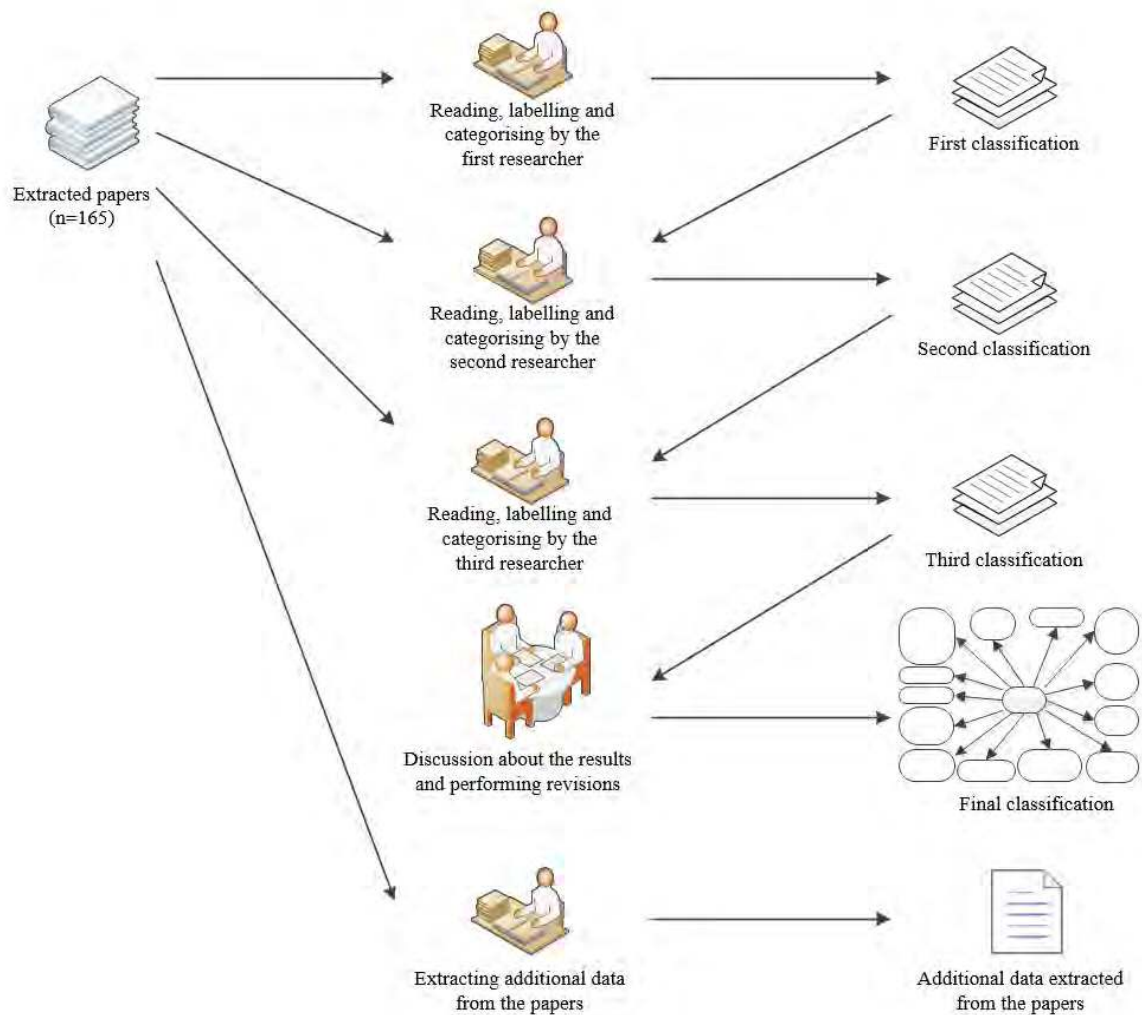 Extracted papers
(n=165)
Reading, labelling and
categorising by the
first researcher
First classification
Reading, labelling and
categorising by the
second researcher
Second classification
Reading, labelling and
categorising by the
third researcher
Third classification
Discussion about the results
and performing revisions
Final classification
Extracting additional data
from the papers
Additional data extracted
from the papers